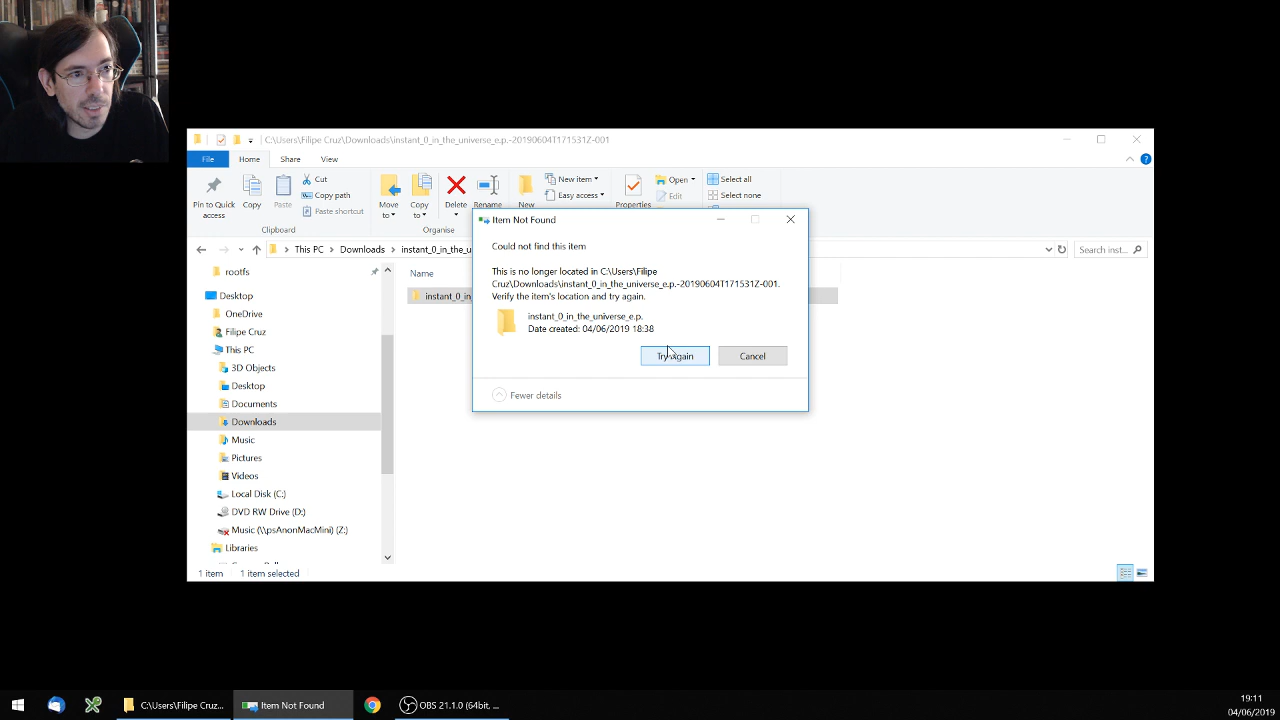 C:\Users\Filipe Cruz\Downloads\instant_0_in_the_universe_e.p.-20190604T171531Z-001
File
Home
Share
View
Pin to Quick access
Copy
Paste
Cut
Copy path
Paste shortcut
Clipboard
Move to
Copy to
Delete
Rename
Organise
New
New item
Easy access
Properties
Open
Edit
Select all
Select none
This PC
Downloads
instant_0_in_the_u
Search inst...
rootfs
Desktop
OneDrive
Filipe Cruz
This PC
3D Objects
Desktop
Documents
Downloads
Music
Pictures
Videos
Local Disk (C:)
DVD RW Drive (D:)
Music (\\psAnonMacMini) (Z:)
Libraries
Name
instant_0_in
Item Not Found
Could not find this item
This is no longer located in C:\Users\Filipe
Cruz\Downloads\instant_0_in_the_universe_e.p.-20190604T171531Z-001.
Verify the item's location and try again.
instant_0_in_the_universe_e.p.
Date created: 04/06/2019 18:38
Try Again
Cancel
Fewer details
1 item
1 item selected
C:\Users\Filipe Cruz...
Item Not Found
OBS 21.1.0 (64bit, ...
19:11
04/06/2019